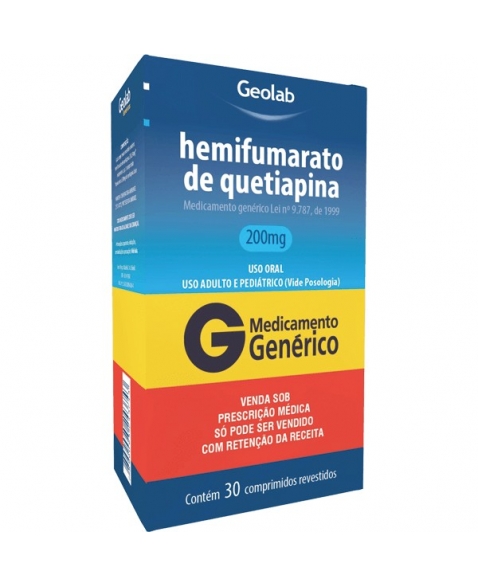 Geolab
hemifumarato
de quetiapina
Medicamento genérico Lei nº 9.787, de 1999
200mg
USO ORAL
USO ADULTO E PEDIÁTRICO (Vide Posologia)
G Medicamento
Genérico
VENDA SOB
PRESCRIÇÃO MÉDICA
SÓ PODE SER VENDIDO
COM RETENÇÃO DA RECEITA
Contém 30 comprimidos revestidos
Geolab